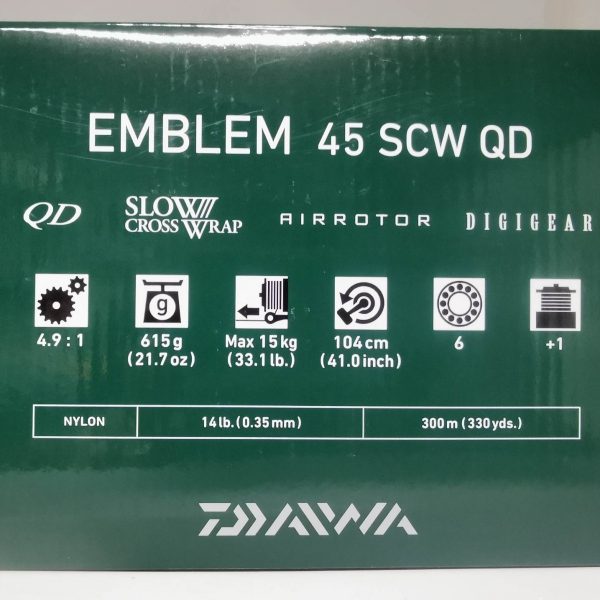 EMBLEM 45 SCW QD
QD
SLOW
CROSS WRAP
AIRROTOR
DIGIGEAR
4.9 : 1
g
615g
(21.7oz)
Max 15kg
(33.1lb.)
104cm
(41.0inch)
6
+1
NYLON
14lb.(0.35mm)
300m(330yds.)
DAIWA